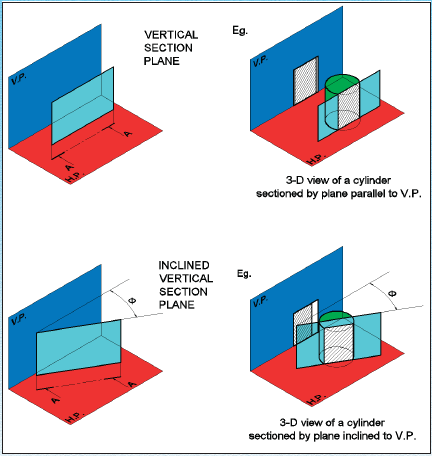 VERTICAL
SECTION
PLANE
V.P.
A
A
H.P.
Eg.
V.P.
H.P.
3-D view of a cylinder
sectioned by plane parallel to V.P.
INCLINED
VERTICAL
SECTION
PLANE
V.P.
Φ
A
A
H.P.
Eg.
V.P.
Φ
H.P.
3-D view of a cylinder
sectioned by plane inclined to V.P.